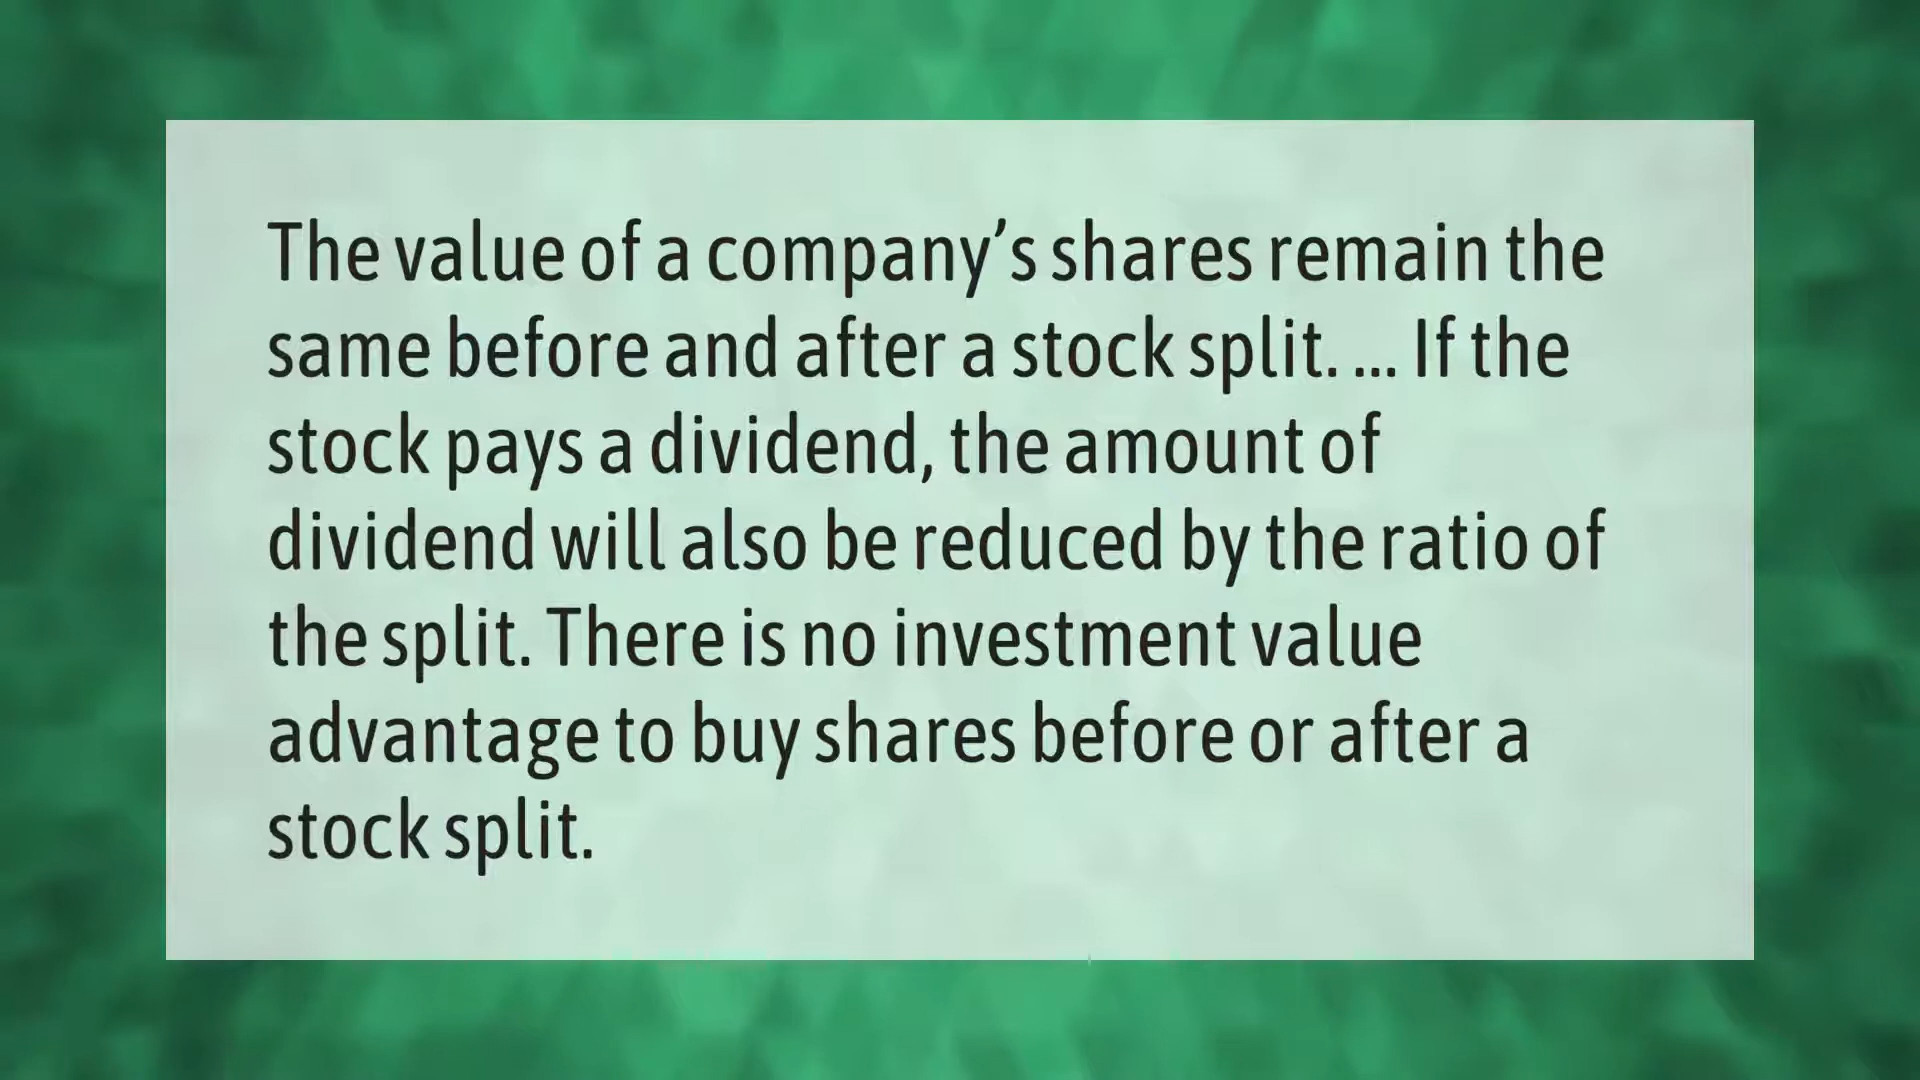 The value of a company’s shares remain the
same before and after a stock split. ... If the
stock pays a dividend, the amount of
dividend will also be reduced by the ratio of
the split. There is no investment value
advantage to buy shares before or after a
stock split.